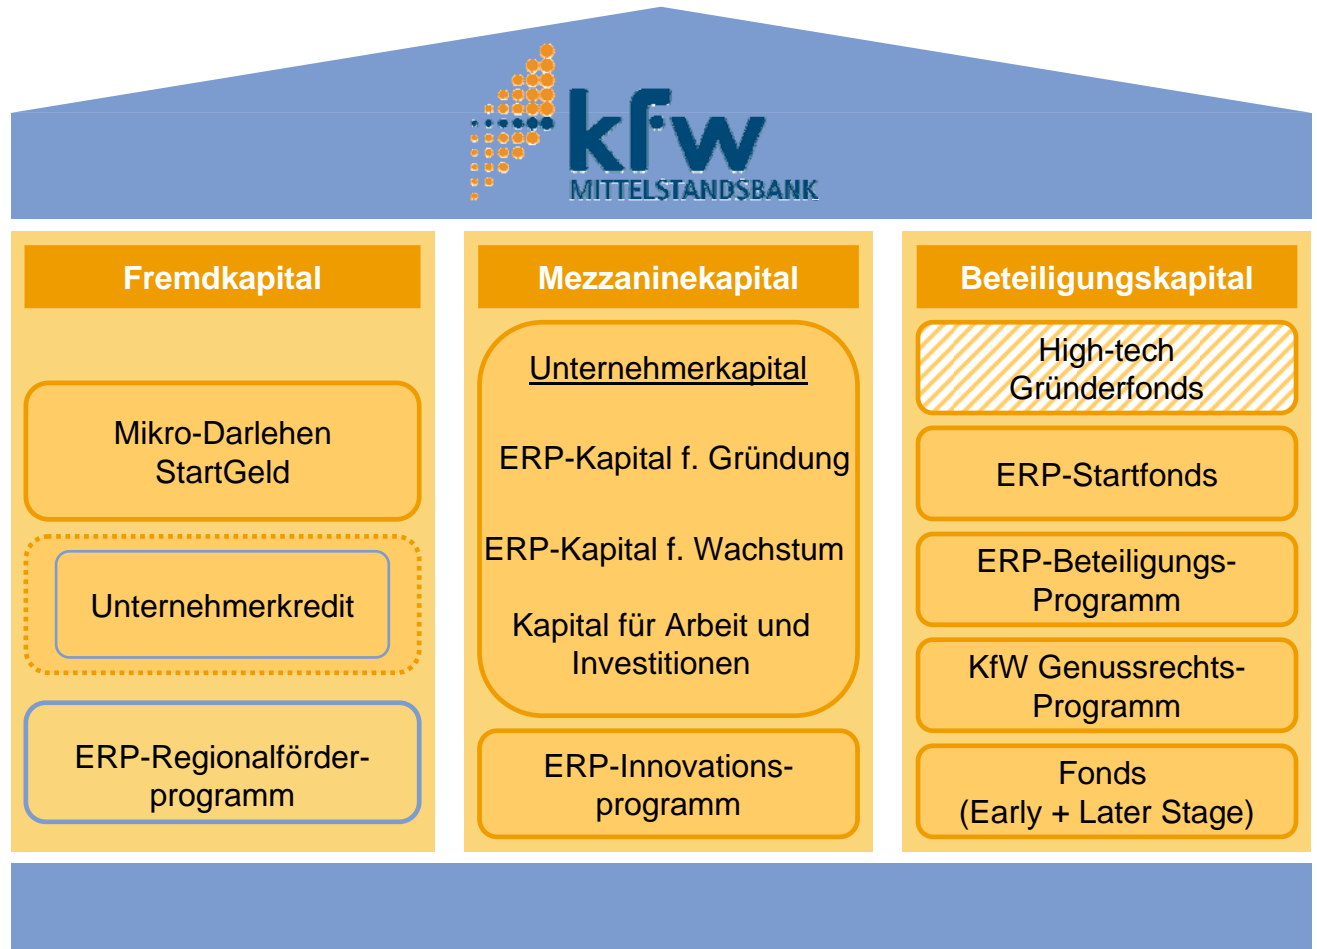 kfw
MITTELSTANDSBANK
Fremdkapital
Mikro-Darlehen
StartGeld
Unternehmerkredit
ERP-Regionalförder-
programm
Mezzaninekapital
Unternehmerkapital
ERP-Kapital f. Gründung
ERP-Kapital f. Wachstum
Kapital für Arbeit und
Investitionen
ERP-Innovations-
programm
Beteiligungskapital
High-tech
Gründerfonds
ERP-Startfonds
ERP-Beteiligungs-
Programm
KfW Genussrechts-
Programm
Fonds
(Early + Later Stage)